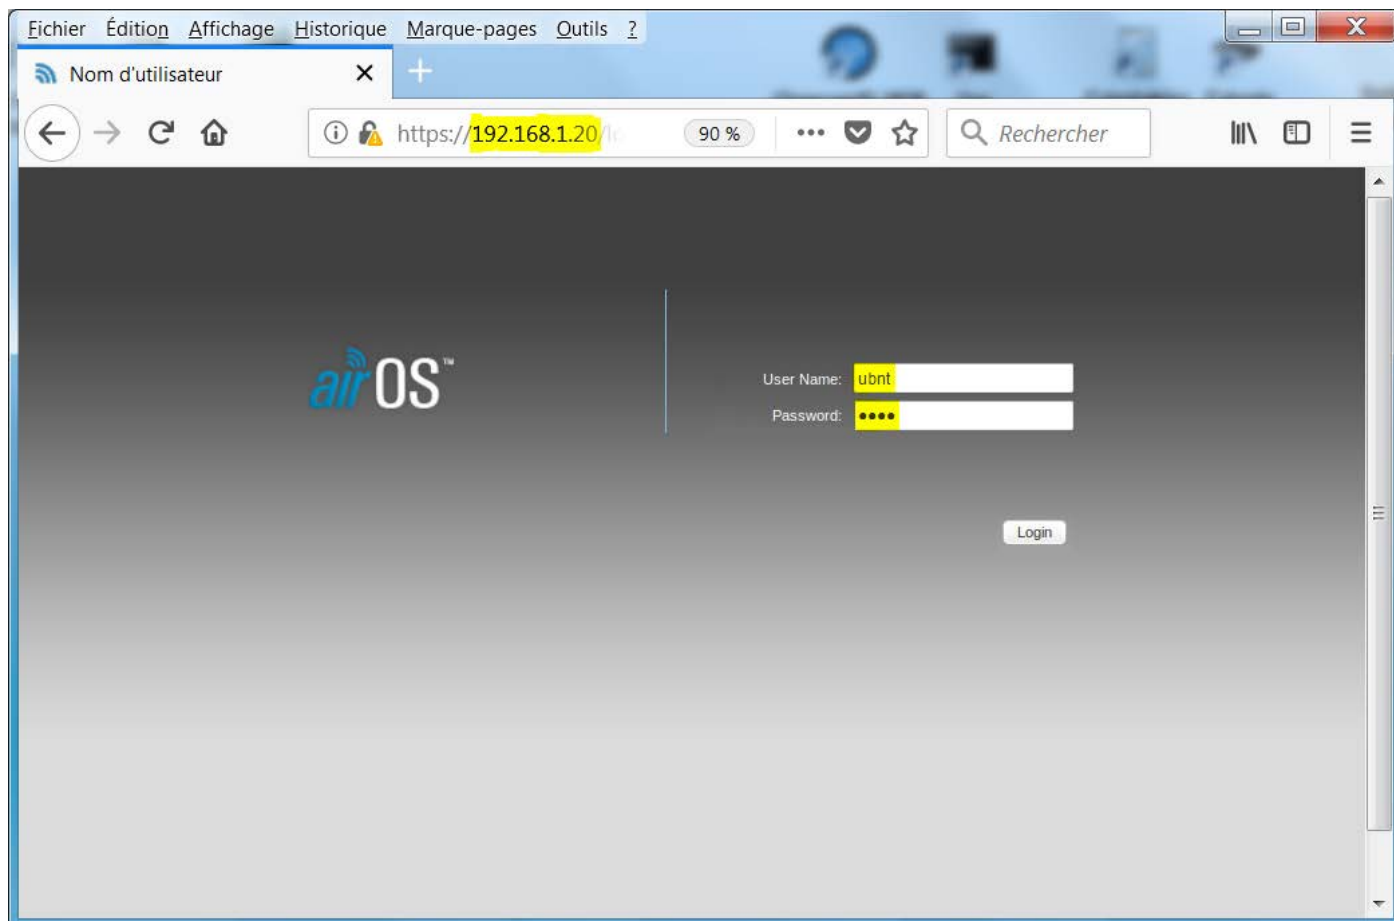 Fichier Édition Affichage Historique Marque-pages Outils ?
Nom d'utilisateur
https://192.168.1.20/ 90 % Rechercher
airOS™
User Name: ubnt
Password: ••••
Login